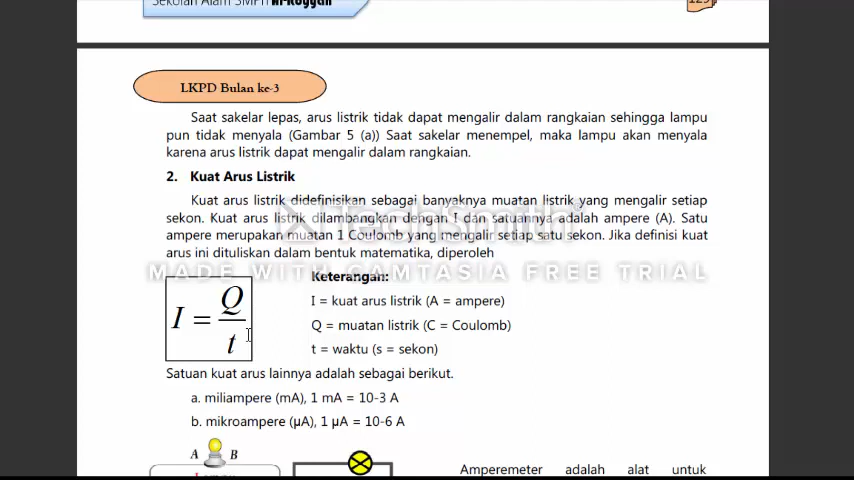 Sekolah Alam SMPIT Ar-Royyan
129
LKPD Bulan ke-3
Saat sakelar lepas, arus listrik tidak dapat mengalir dalam rangkaian sehingga lampu
pun tidak menyala (Gambar 5 (a)) Saat sakelar menempel, maka lampu akan menyala
karena arus listrik dapat mengalir dalam rangkaian.
2. Kuat Arus Listrik
Kuat arus listrik didefinisikan sebagai banyaknya muatan listrik yang mengalir setiap
sekon. Kuat arus listrik dilambangkan dengan I dan satuannya adalah ampere (A). Satu
ampere merupakan muatan 1 Coulomb yang mengalir setiap satu sekon. Jika definisi kuat
arus ini dituliskan dalam bentuk matematika, diperoleh
TechSmith
MADE WITH CAMTASIA FREE TRIAL
Keterangan:
I = Q/t
I = kuat arus listrik (A = ampere)
Q = muatan listrik (C = Coulomb)
t = waktu (s = sekon)
Satuan kuat arus lainnya adalah sebagai berikut.
a. miliampere (mA), 1 mA = 10-3 A
b. mikroampere (μA), 1 μA = 10-6 A
A B
Amperemeter adalah alat untuk